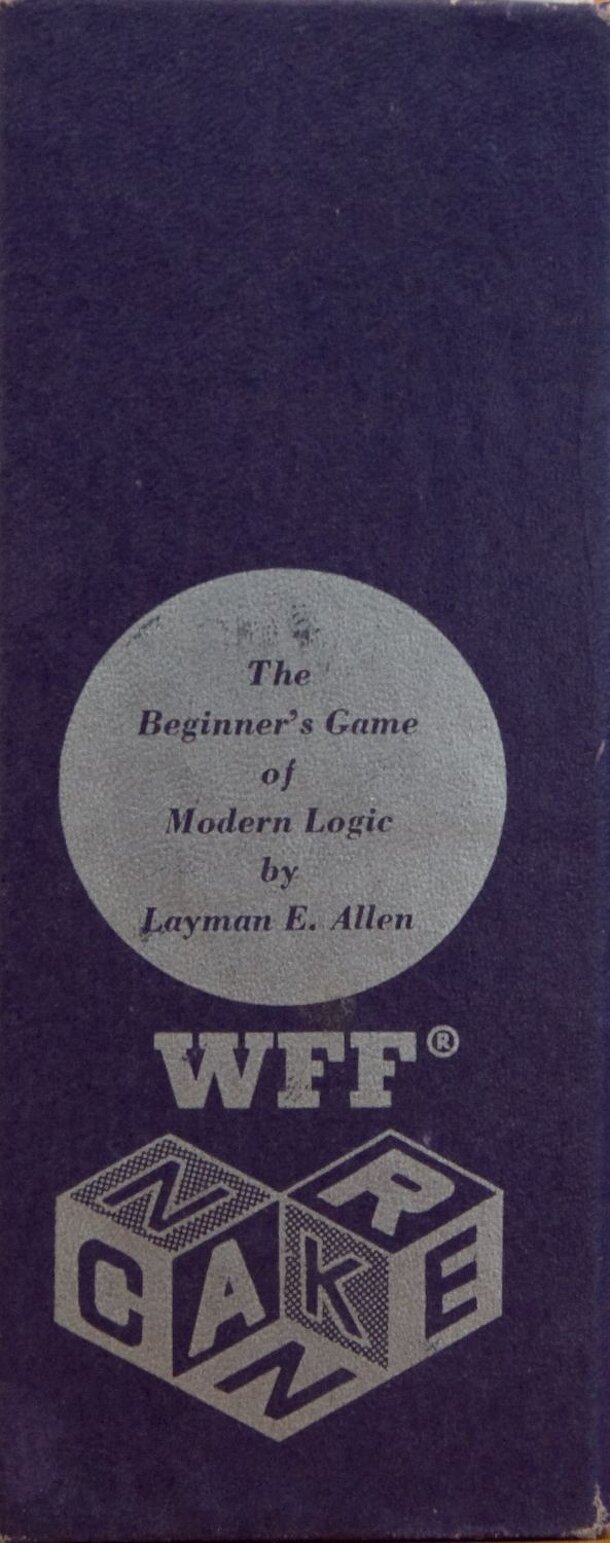 The
Beginner's Game
of
Modern Logic
by
Layman E. Allen
WFF®
N R
C A K E
N